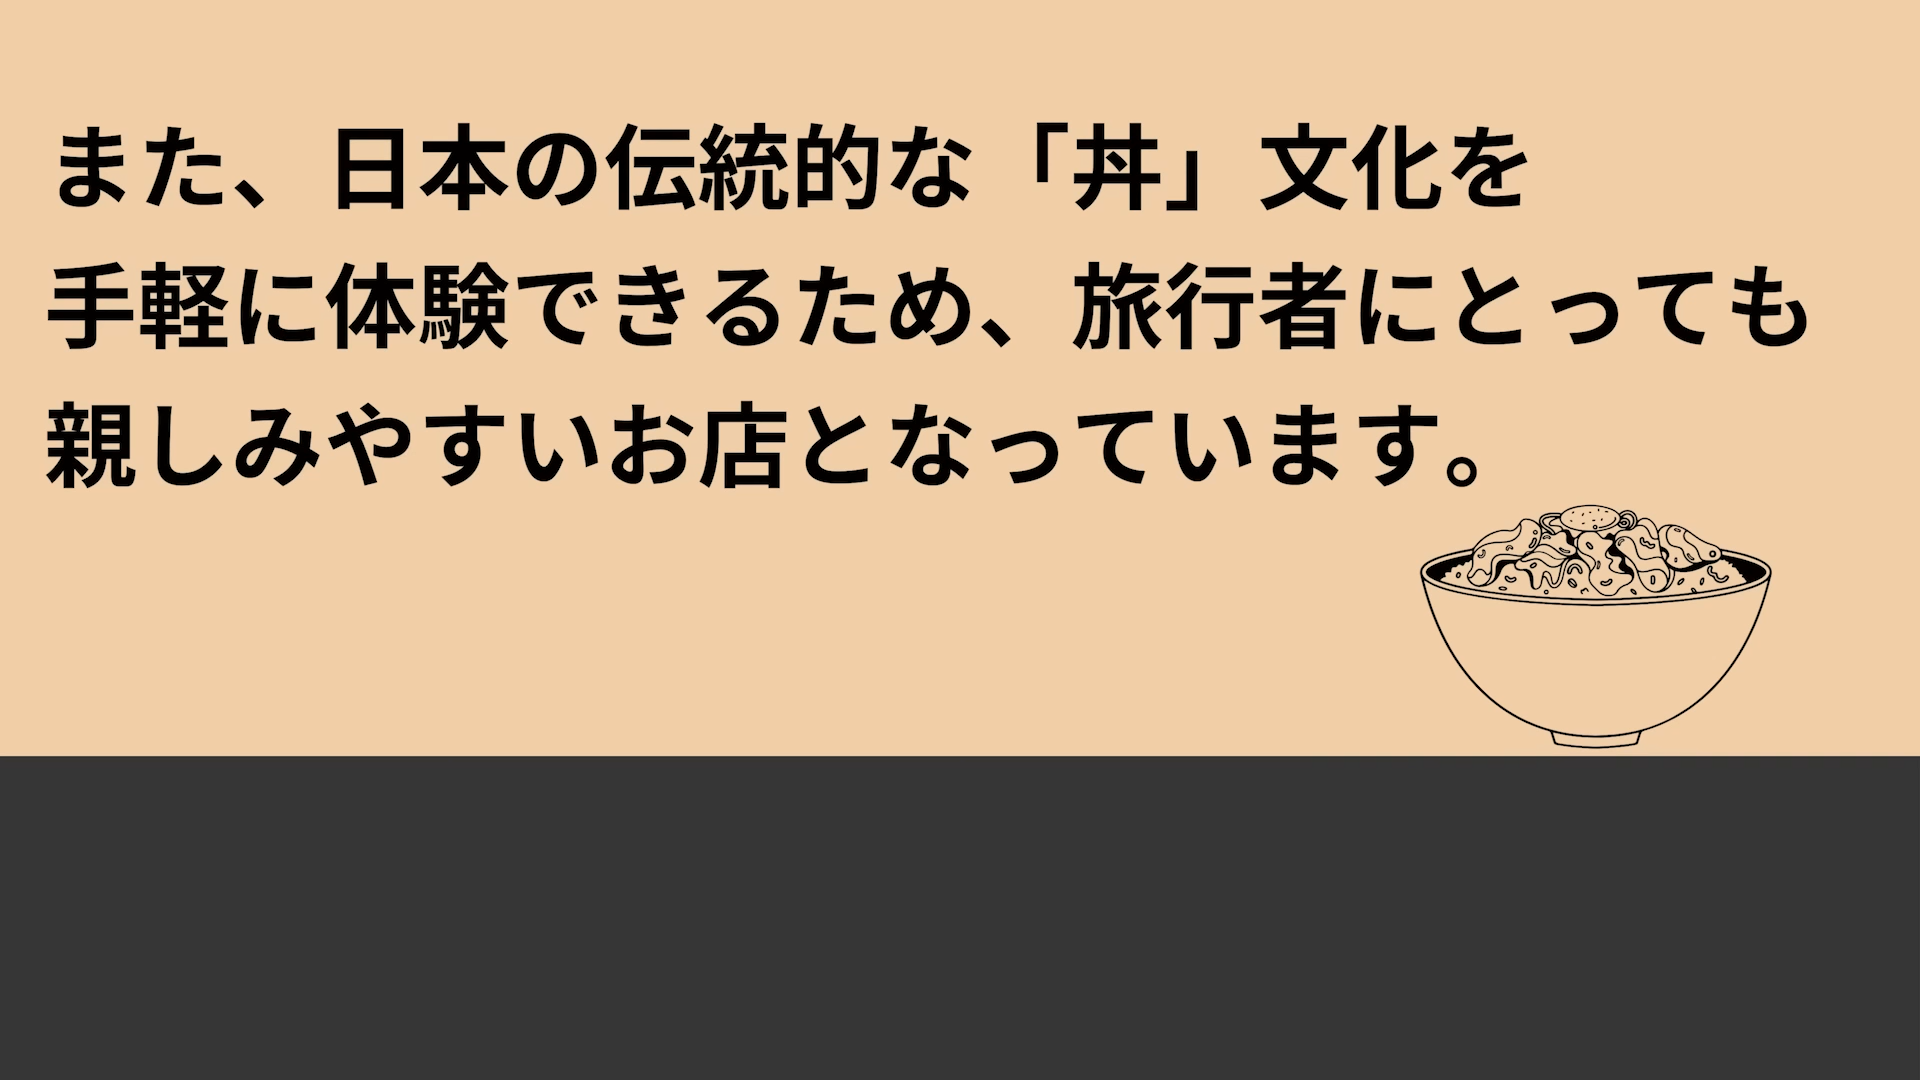 また、日本の伝統的な「丼」文化を
手軽に体験できるため、旅行者にとっても
親しみやすいお店となっています。